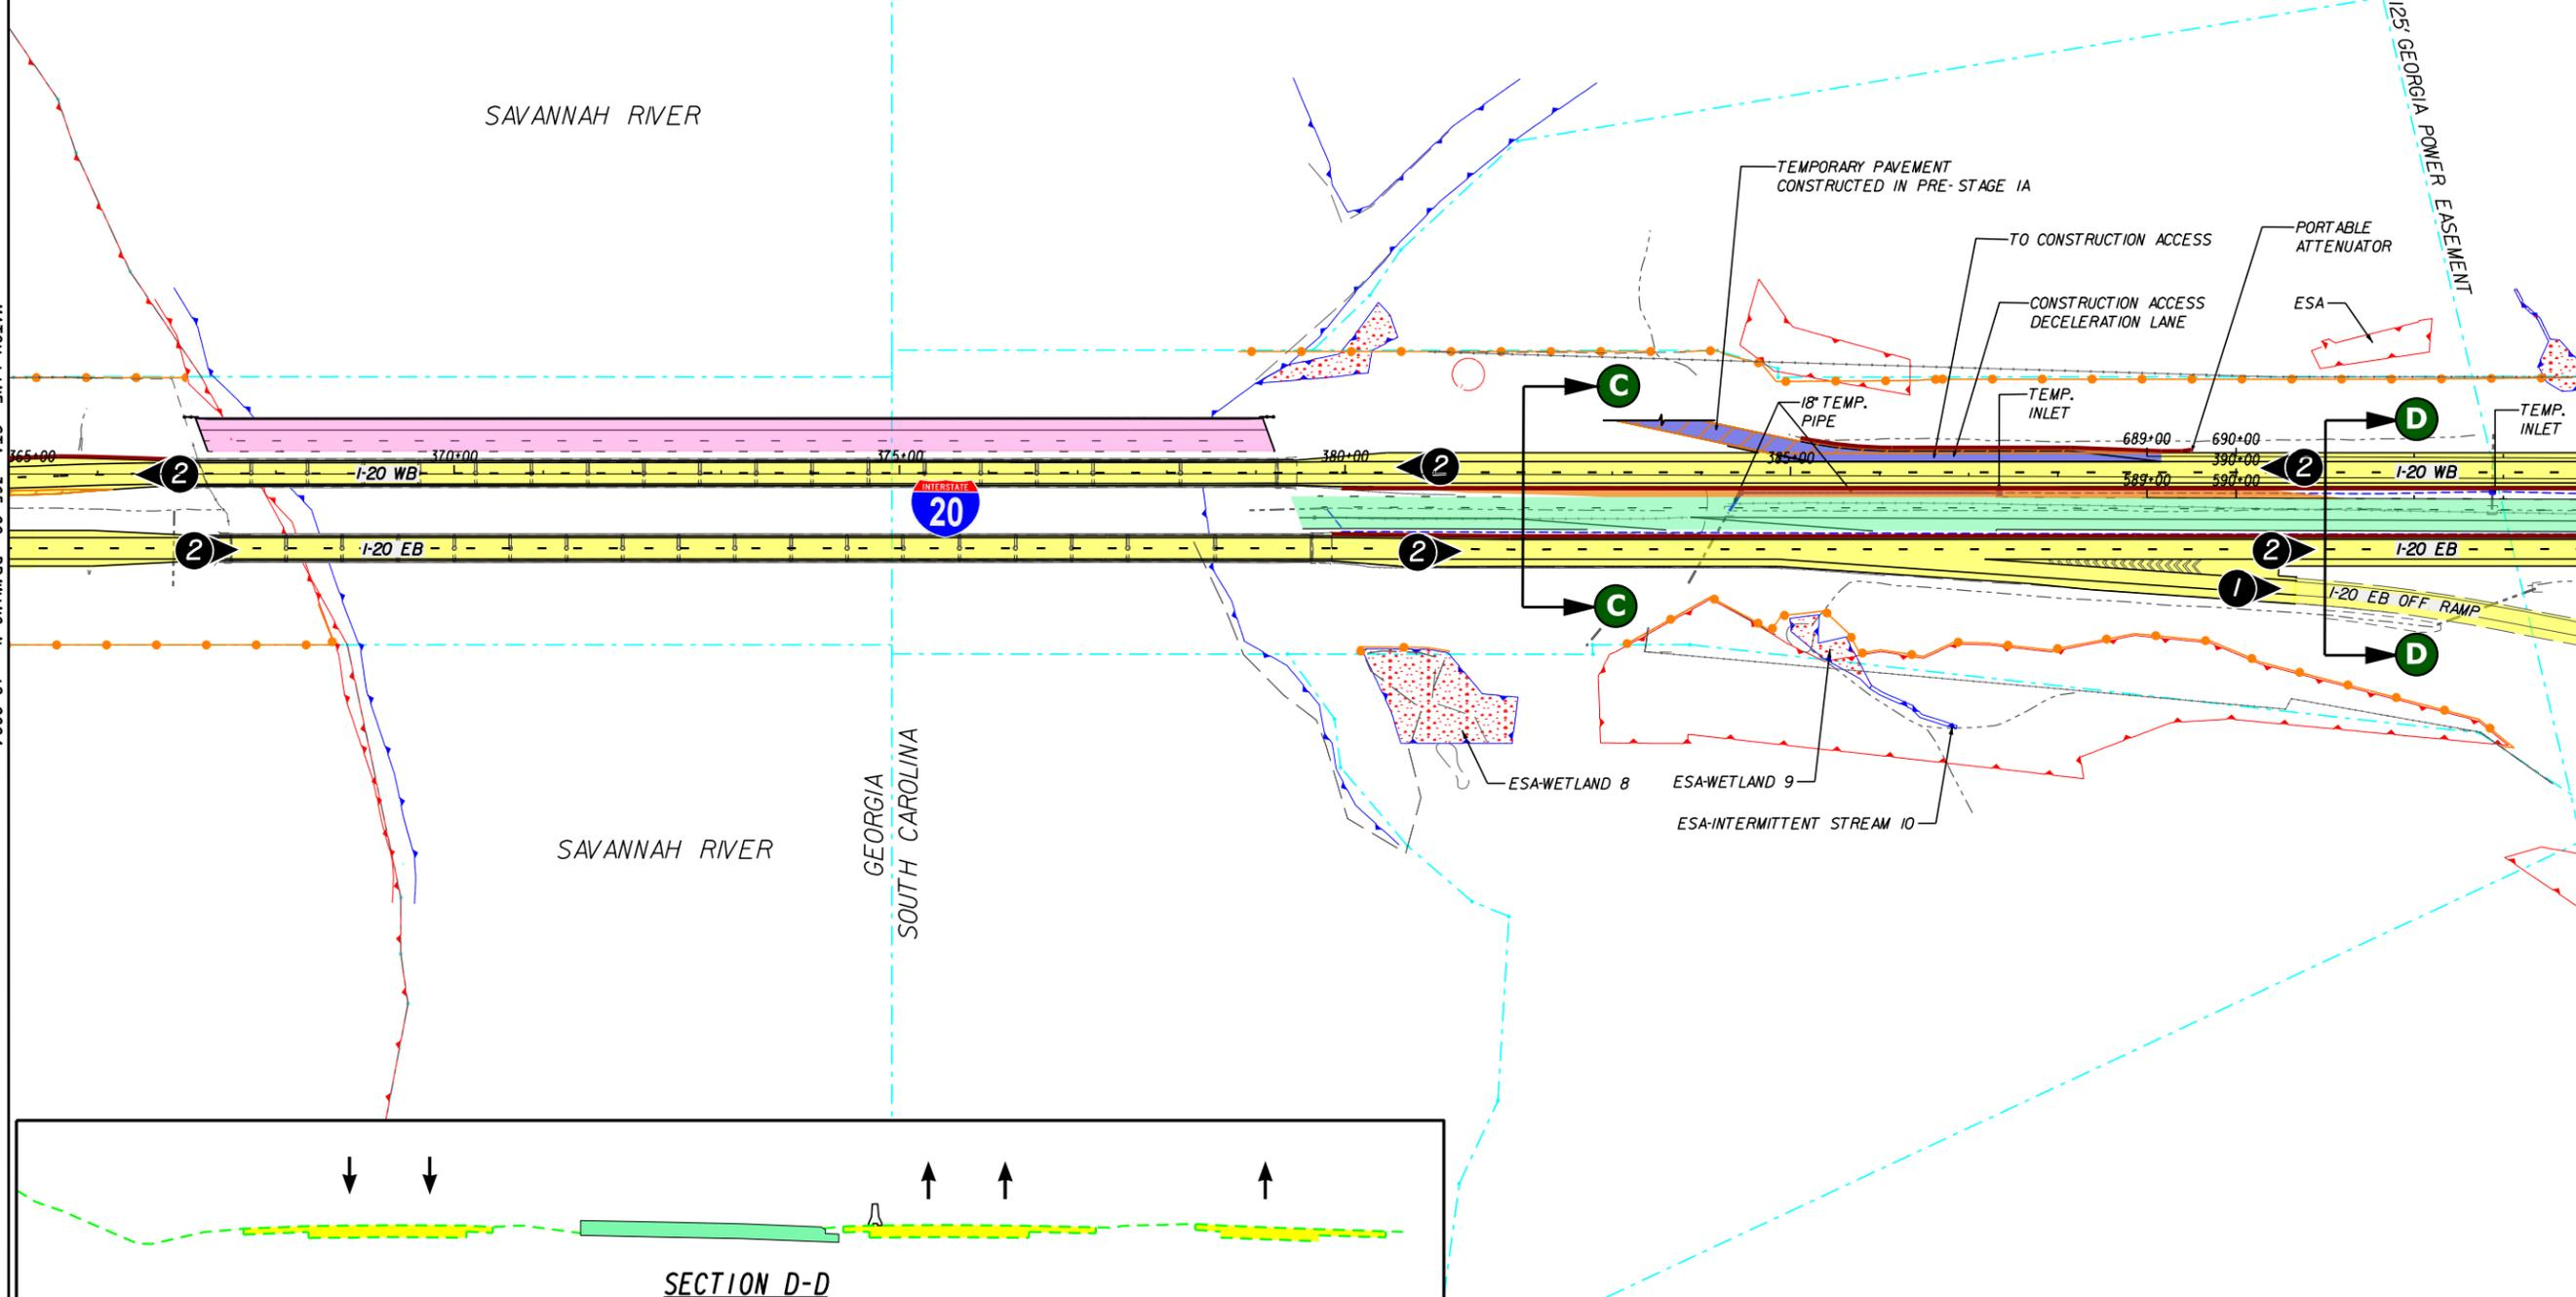 SAVANNAH RIVER
125' GEORGIA POWER EASEMENT
TEMPORARY PAVEMENT
CONSTRUCTED IN PRE-STAGE 1A
TO CONSTRUCTION ACCESS
PORTABLE
ATTENUATOR
CONSTRUCTION ACCESS
DECELERATION LANE
ESA
C
18" TEMP.
PIPE
TEMP.
INLET
D
TEMP.
INLET
365+00
370+00
375+00
380+00
385+00
689+00
690+00
390+00
589+00
590+00
2
I-20 WB
2
2
I-20 WB
INTERSTATE
20
2
I-20 EB
2
2
I-20 EB
1
I-20 EB OFF RAMP
C
D
ESA-WETLAND 8
ESA-WETLAND 9
ESA-INTERMITTENT STREAM 10
SAVANNAH RIVER
GEORGIA
SOUTH CAROLINA
SECTION D-D